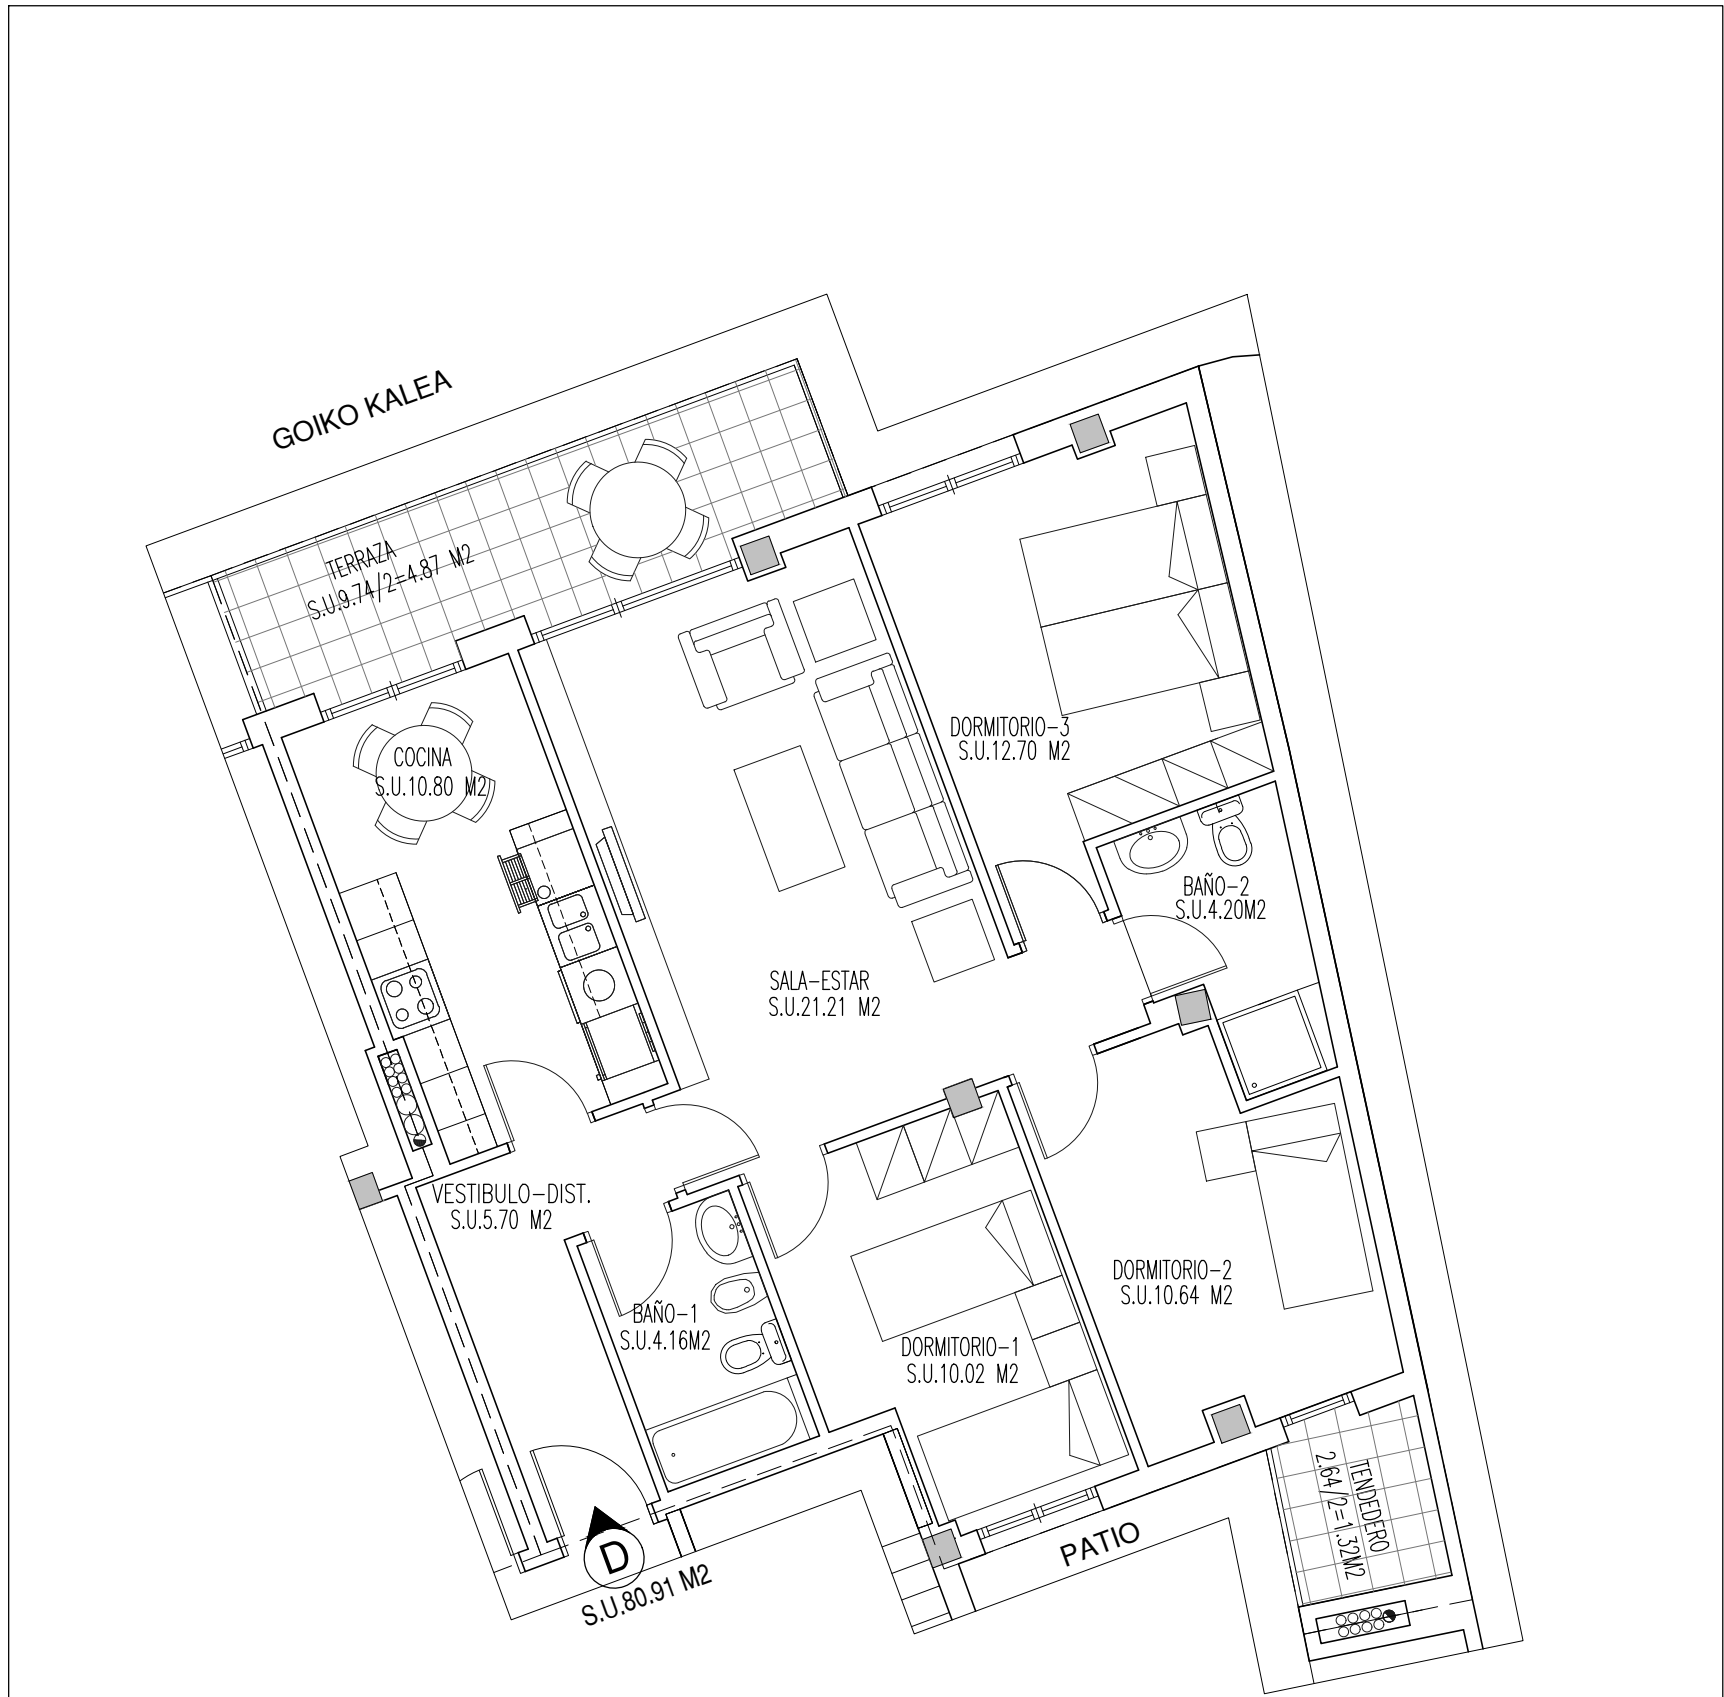 GOIKO KALEA
TERRAZA
S.U.9.74/2=4.87 M2
COCINA
S.U.10.80 M2
DORMITORIO-3
S.U.12.70 M2
BAÑO-2
S.U.4.20M2
SALA-ESTAR
S.U.21.21 M2
VESTIBULO-DIST.
S.U.5.70 M2
BAÑO-1
S.U.4.16M2
DORMITORIO-1
S.U.10.02 M2
DORMITORIO-2
S.U.10.64 M2
TENDEDERO
2.64/2=1.32M2
PATIO
D
S.U.80.91 M2